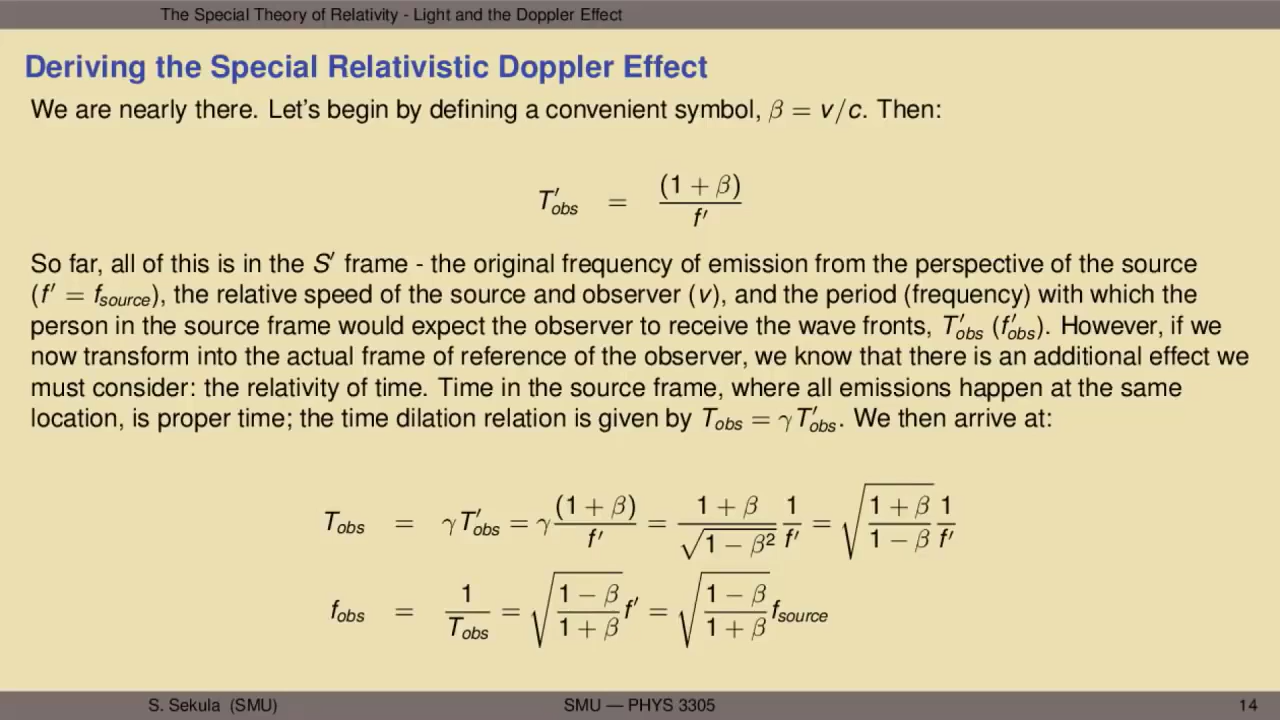 The Special Theory of Relativity - Light and the Doppler Effect
Deriving the Special Relativistic Doppler Effect
We are nearly there. Let's begin by defining a convenient symbol, β = v/c. Then:
T′obs = (1 + β)/f′
So far, all of this is in the S′ frame - the original frequency of emission from the perspective of the source
(f′ = fsource), the relative speed of the source and observer (v), and the period (frequency) with which the
person in the source frame would expect the observer to receive the wave fronts, T′obs (f′obs). However, if we
now transform into the actual frame of reference of the observer, we know that there is an additional effect we
must consider: the relativity of time. Time in the source frame, where all emissions happen at the same
location, is proper time; the time dilation relation is given by Tobs = γT′obs. We then arrive at:
Tobs = γT′obs = γ(1 + β)/f′ = (1 + β)/√(1 − β²) 1/f′ = √((1 + β)/(1 − β)) 1/f′
fobs = 1/Tobs = √((1 − β)/(1 + β)) f′ = √((1 − β)/(1 + β)) fsource
S. Sekula (SMU) SMU — PHYS 3305 14